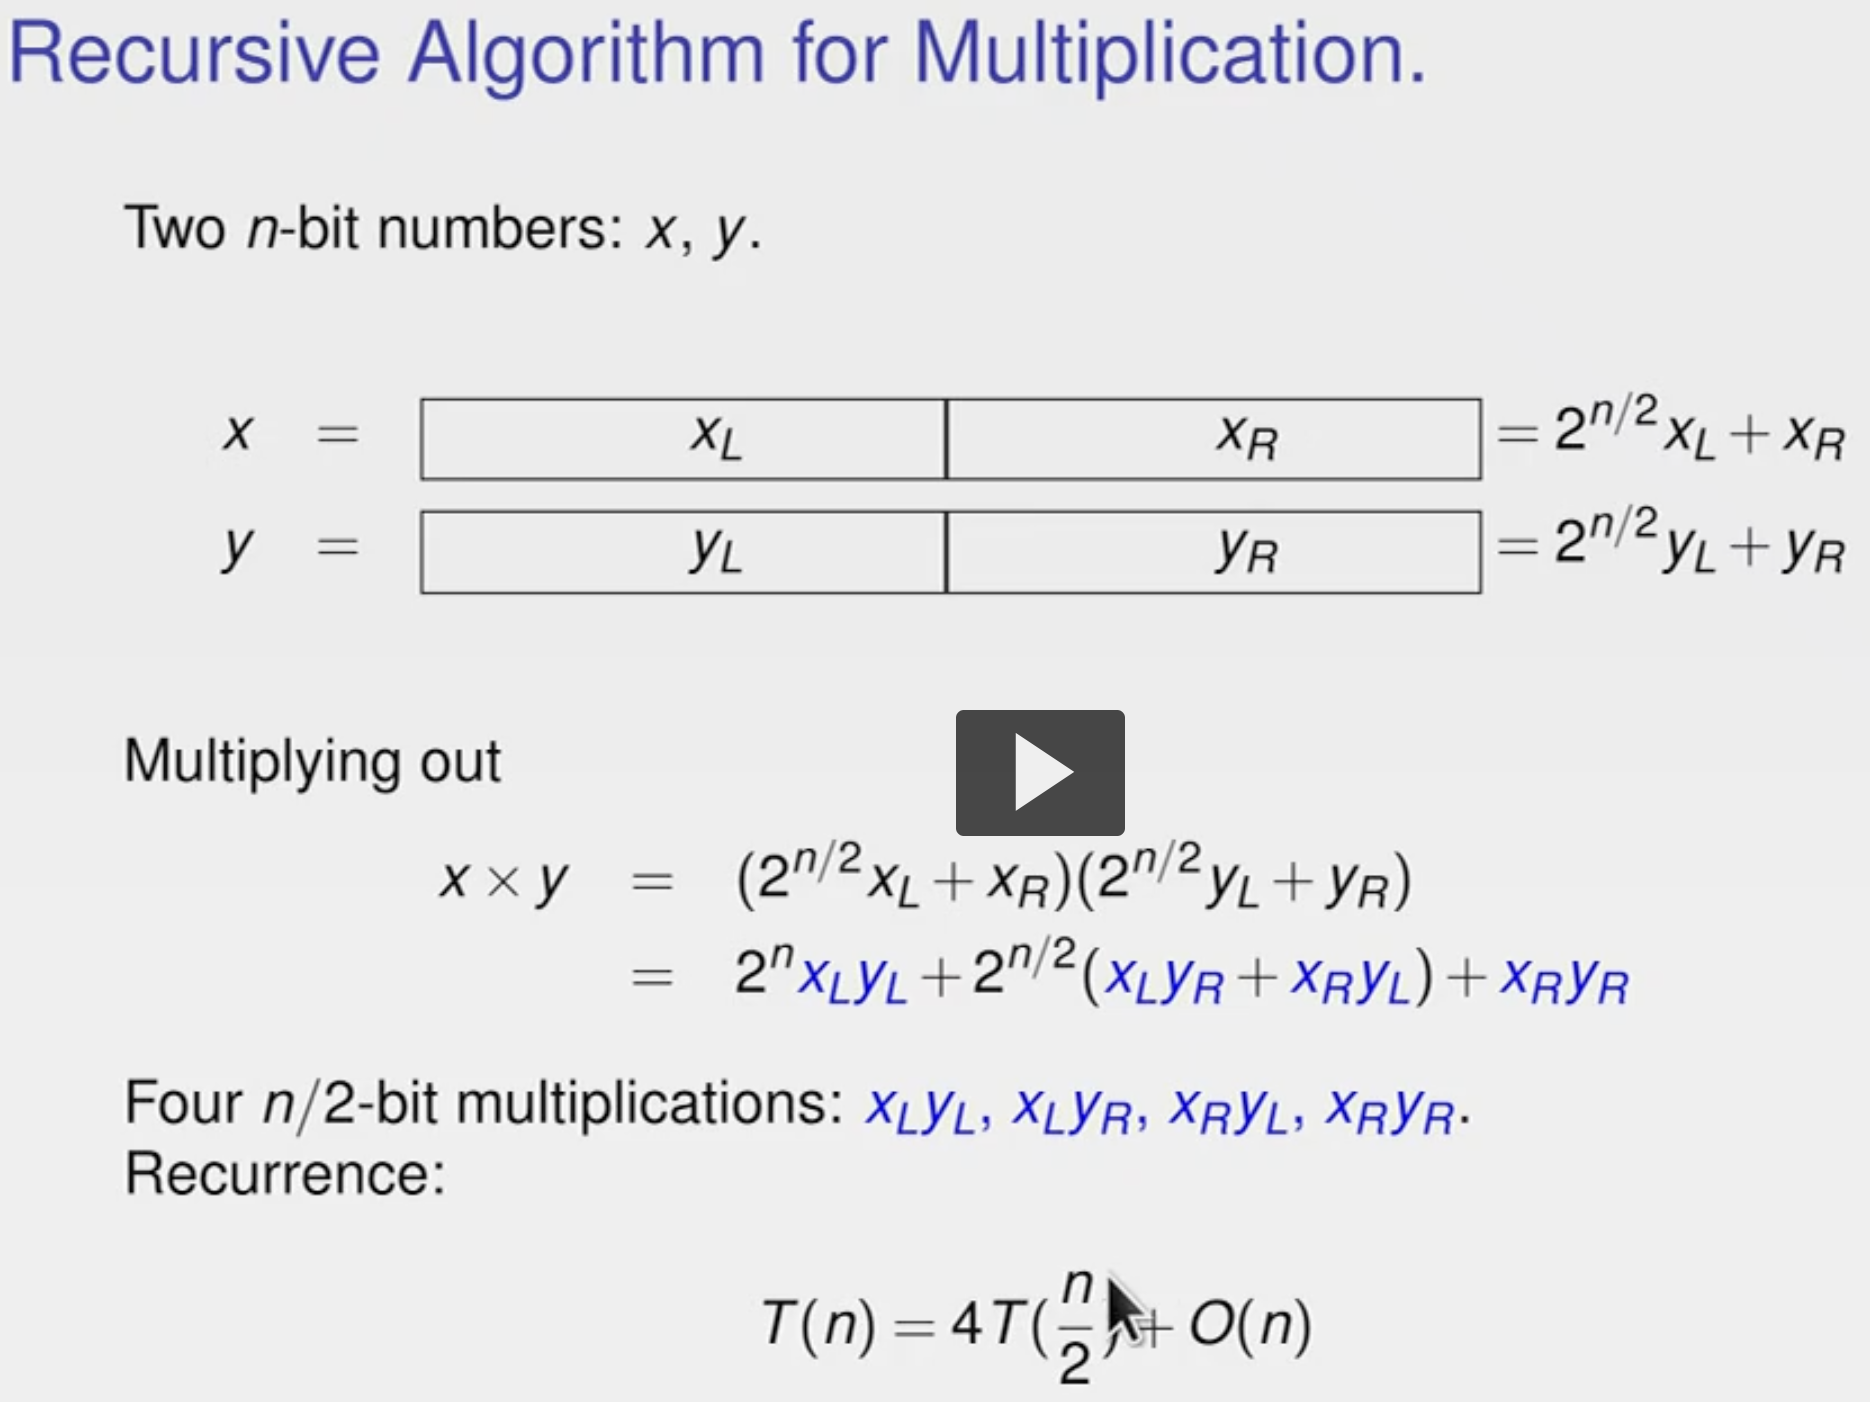 Recursive Algorithm for Multiplication.
Two n-bit numbers: x, y.
x = x_L x_R = 2^{n/2} x_L + x_R
y = y_L y_R = 2^{n/2} y_L + y_R
Multiplying out
x × y = (2^{n/2} x_L + x_R)(2^{n/2} y_L + y_R)
= 2^n x_L y_L + 2^{n/2} (x_L y_R + x_R y_L) + x_R y_R
Four n/2-bit multiplications: x_L y_L, x_L y_R, x_R y_L, x_R y_R.
Recurrence:
T(n) = 4T(n/2) + O(n)